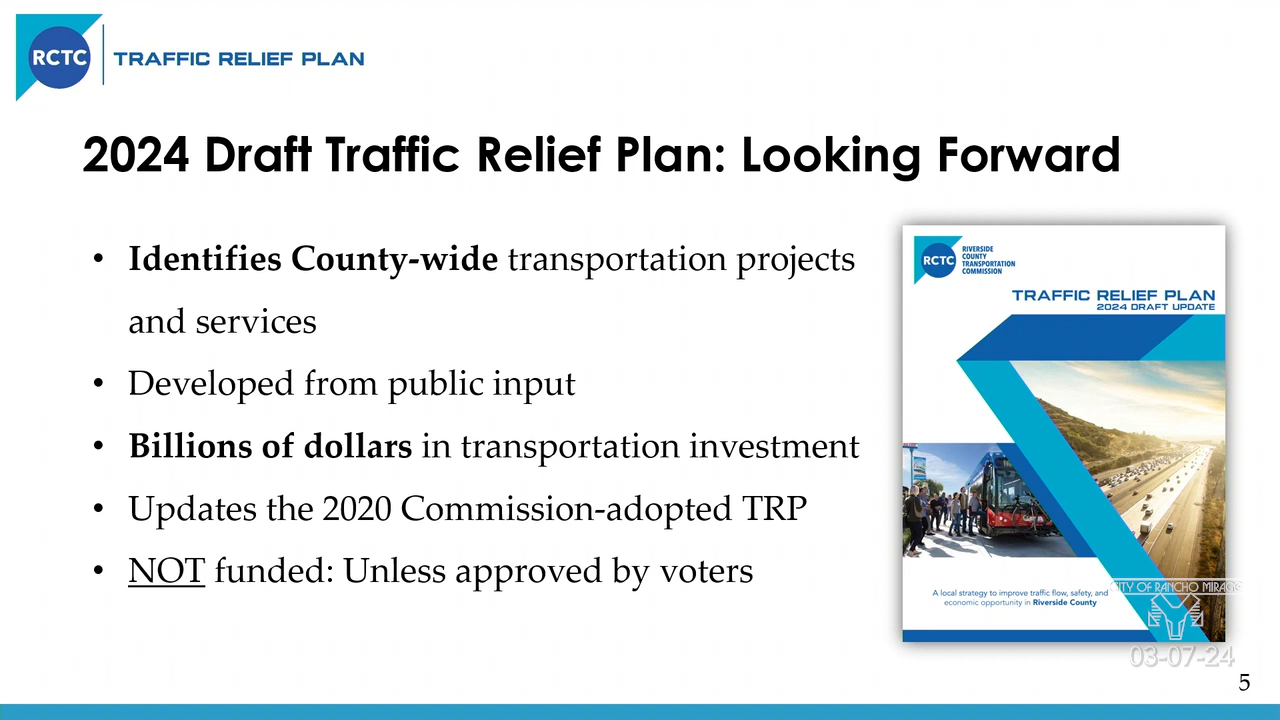 RCTC
TRAFFIC RELIEF PLAN
2024 Draft Traffic Relief Plan: Looking Forward
• Identifies County-wide transportation projects
and services
• Developed from public input
• Billions of dollars in transportation investment
• Updates the 2020 Commission-adopted TRP
• NOT funded: Unless approved by voters
RCTC
RIVERSIDE
COUNTY
TRANSPORTATION
COMMISSION
TRAFFIC RELIEF PLAN
2024 DRAFT UPDATE
A local strategy to improve traffic flow, safety, and
economic opportunity in Riverside County
CITY OF RANCHO MIRAGE
03-07-24
5